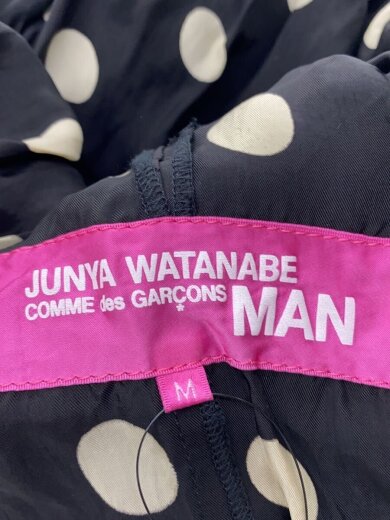 JUNYA WATANABE
COMME des GARÇONS
MAN
M